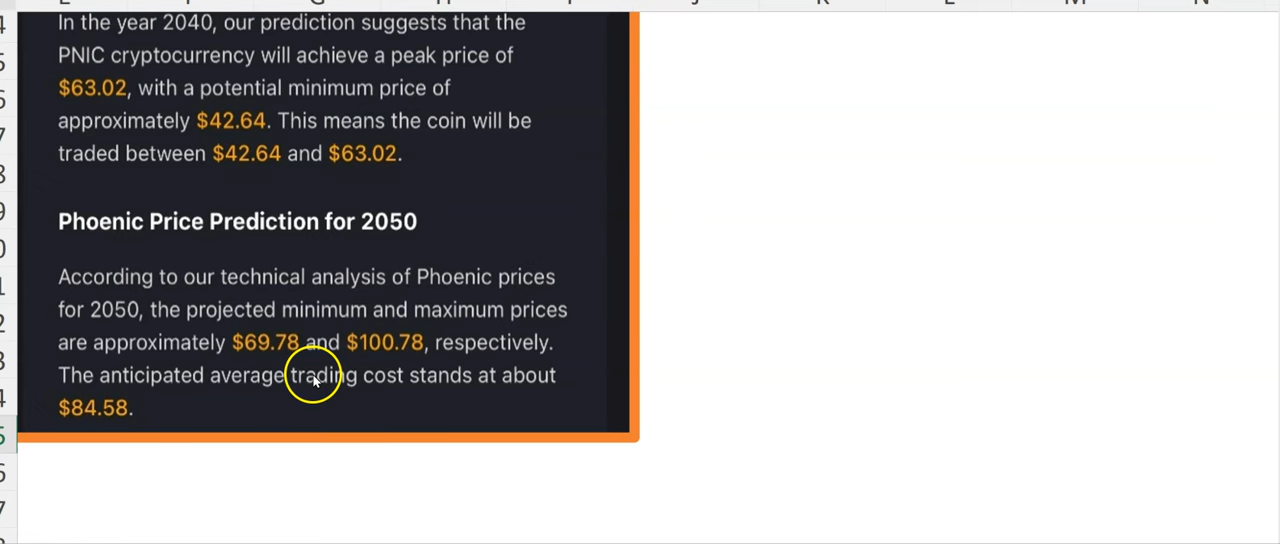 In the year 2040, our prediction suggests that the
PNIC cryptocurrency will achieve a peak price of
$63.02, with a potential minimum price of
approximately $42.64. This means the coin will be
traded between $42.64 and $63.02.
Phoenic Price Prediction for 2050
According to our technical analysis of Phoenic prices
for 2050, the projected minimum and maximum prices
are approximately $69.78 and $100.78, respectively.
The anticipated average trading cost stands at about
$84.58.